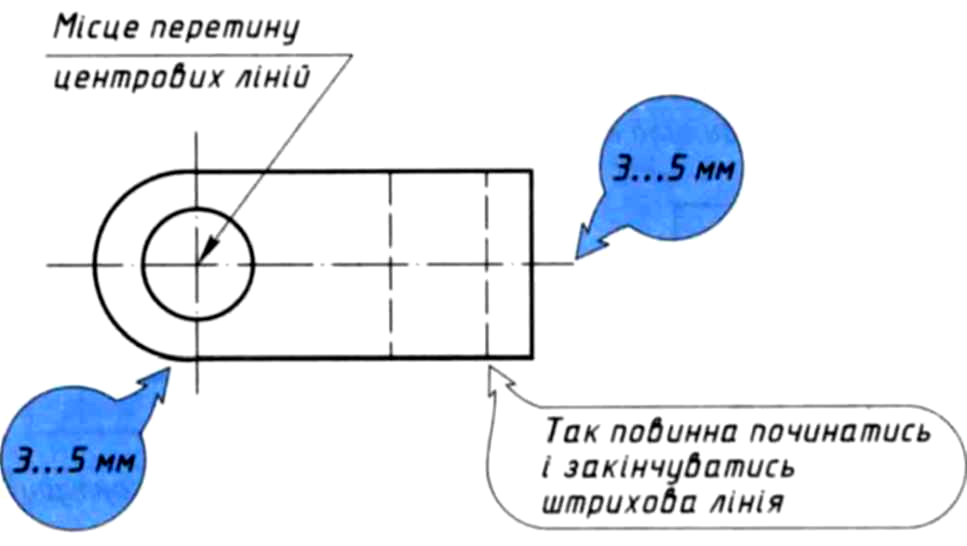 Місце перетину
центрових ліній
3...5 мм
3...5 мм
Так повинна починатись
і закінчуватись
штрихова лінія